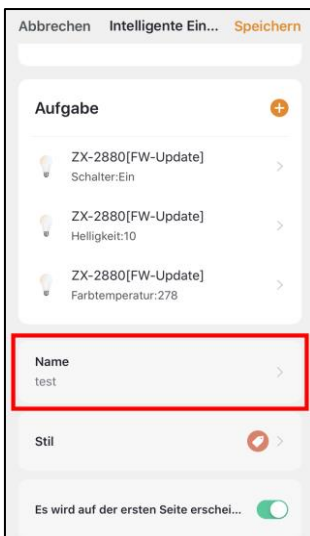 Abbrechen Intelligente Ein... Speichern
Aufgabe
ZX-2880[FW-Update]
Schalter:Ein
ZX-2880[FW-Update]
Helligkeit:10
ZX-2880[FW-Update]
Farbtemperatur:278
Name
test
Stil
Es wird auf der ersten Seite erschei...